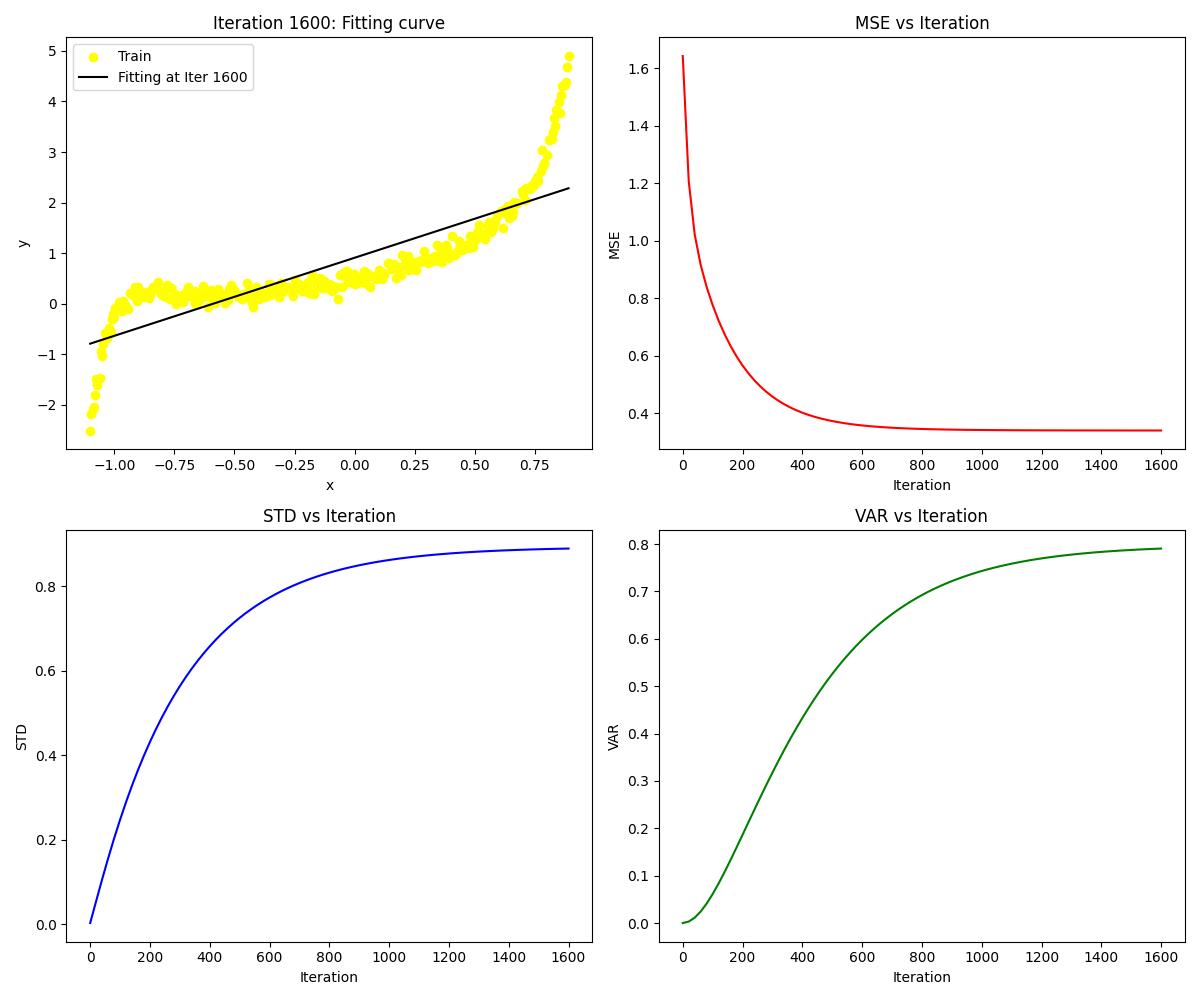 Iteration 1600: Fitting curve
Train
Fitting at Iter 1600
5
4
3
2
1
0
−1
−2
y
−1.00 −0.75 −0.50 −0.25 0.00 0.25 0.50 0.75
x
MSE vs Iteration
1.6
1.4
1.2
1.0
0.8
0.6
0.4
MSE
0 200 400 600 800 1000 1200 1400 1600
Iteration
STD vs Iteration
0.8
0.6
0.4
0.2
0.0
STD
0 200 400 600 800 1000 1200 1400 1600
Iteration
VAR vs Iteration
0.8
0.7
0.6
0.5
0.4
0.3
0.2
0.1
0.0
VAR
0 200 400 600 800 1000 1200 1400 1600
Iteration